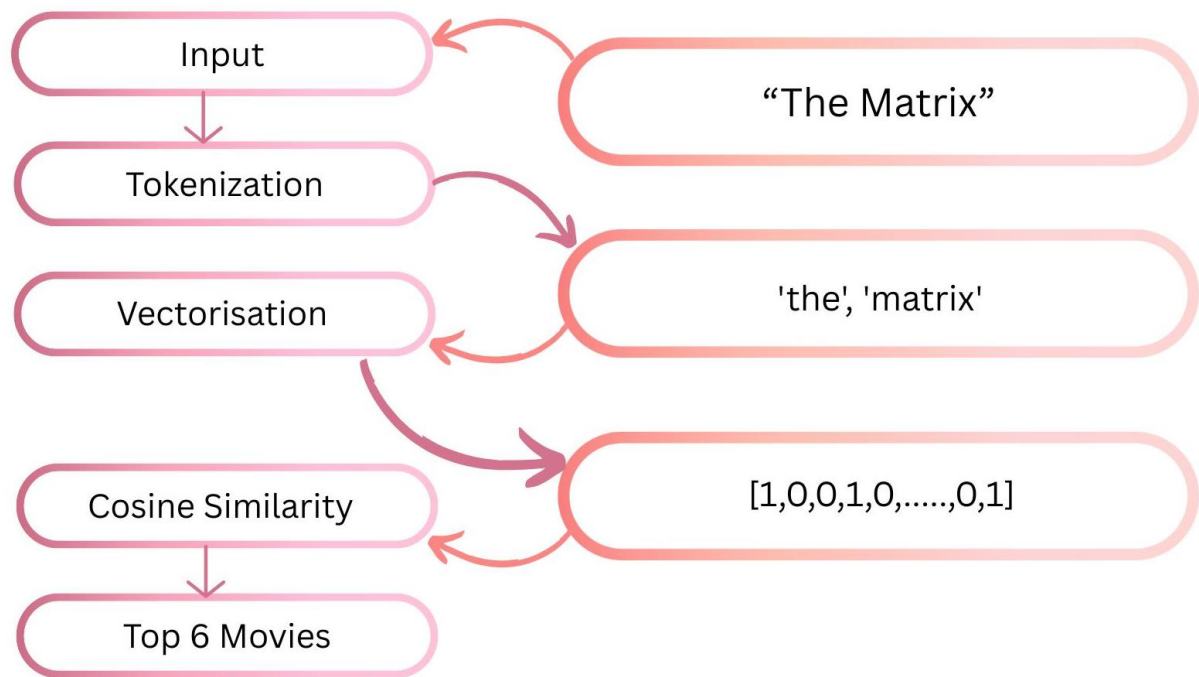 Input
“The Matrix”
Tokenization
'the', 'matrix'
Vectorisation
[1,0,0,1,0,.....,0,1]
Cosine Similarity
Top 6 Movies